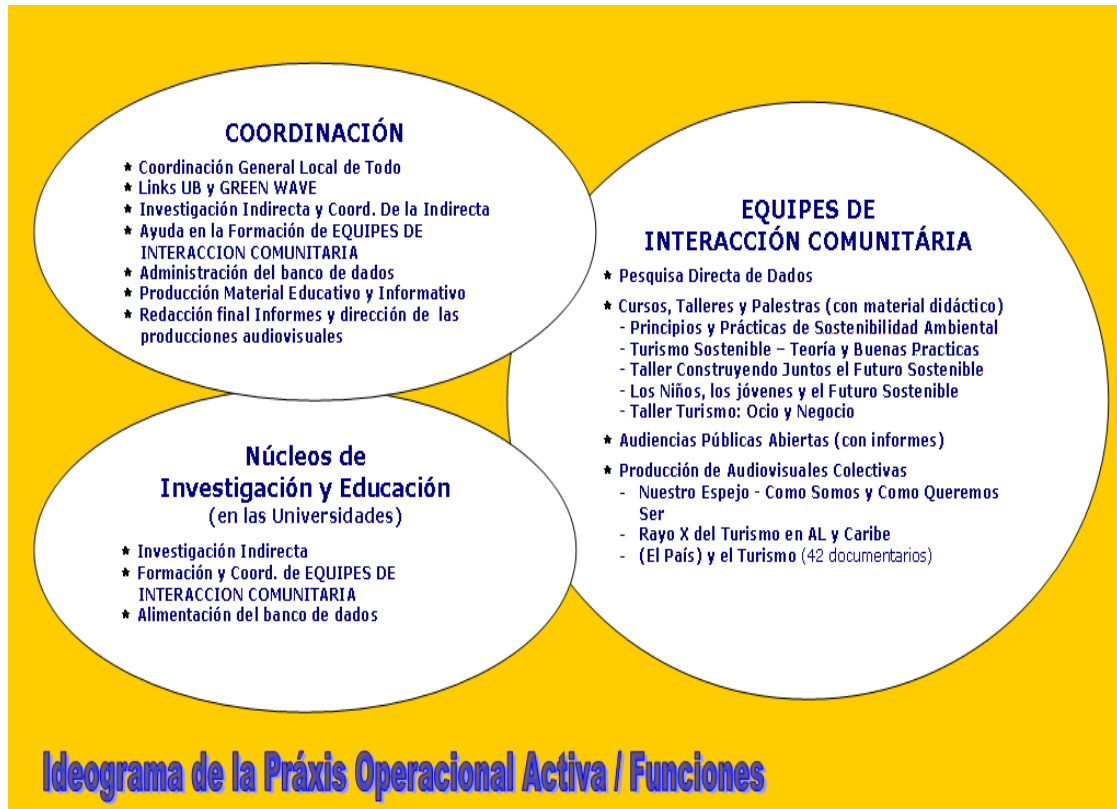 COORDINACIÓN
* Coordinación General Local de Todo
* Links UB y GREEN WAVE
* Investigación Indirecta y Coord. De la Indirecta
* Ayuda en la Formación de EQUIPES DE
INTERACCION COMUNITARIA
* Administración del banco de dados
* Producción Material Educativo y Informativo
* Redacción final Informes y dirección de las
producciones audiovisuales
Núcleos de
Investigación y Educación
(en las Universidades)
* Investigación Indirecta
* Formación y Coord. de EQUIPES DE
INTERACCION COMUNITARIA
* Alimentación del banco de dados
EQUIPES DE
INTERACCIÓN COMUNITÁRIA
* Pesquisa Directa de Dados
* Cursos, Talleres y Palestras (con material didáctico)
- Principios y Prácticas de Sostenibilidad Ambiental
- Turismo Sostenible – Teoría y Buenas Practicas
- Taller Construyendo Juntos el Futuro Sostenible
- Los Niños, los jóvenes y el Futuro Sostenible
- Taller Turismo: Ocio y Negocio
* Audiencias Públicas Abiertas (con informes)
* Producción de Audiovisuales Colectivas
- Nuestro Espejo - Como Somos y Como Queremos
Ser
- Rayo X del Turismo en AL y Caribe
- (El País) y el Turismo (42 documentarios)
Ideograma de la Práxis Operacional Activa / Funciones